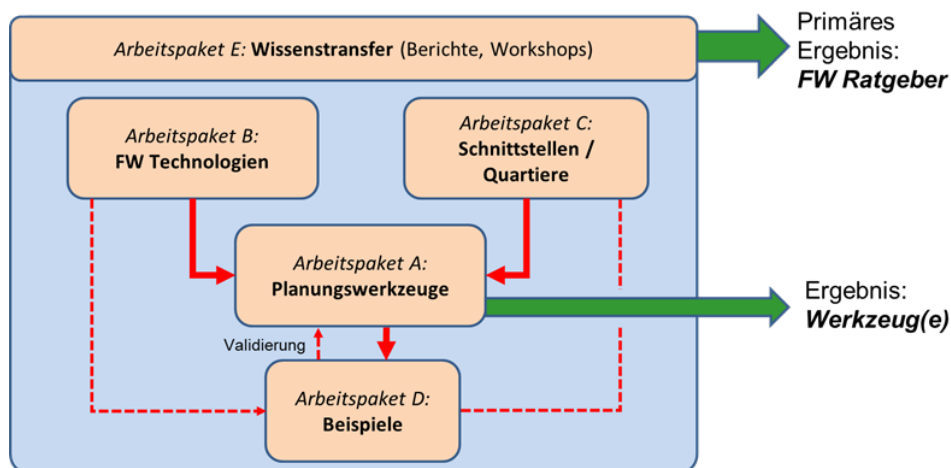 Arbeitspaket E: Wissenstransfer (Berichte, Workshops)
Primäres
Ergebnis:
FW Ratgeber
Arbeitspaket B:
FW Technologien
Arbeitspaket C:
Schnittstellen /
Quartiere
Arbeitspaket A:
Planungswerkzeuge
Ergebnis:
Werkzeug(e)
Validierung
Arbeitspaket D:
Beispiele